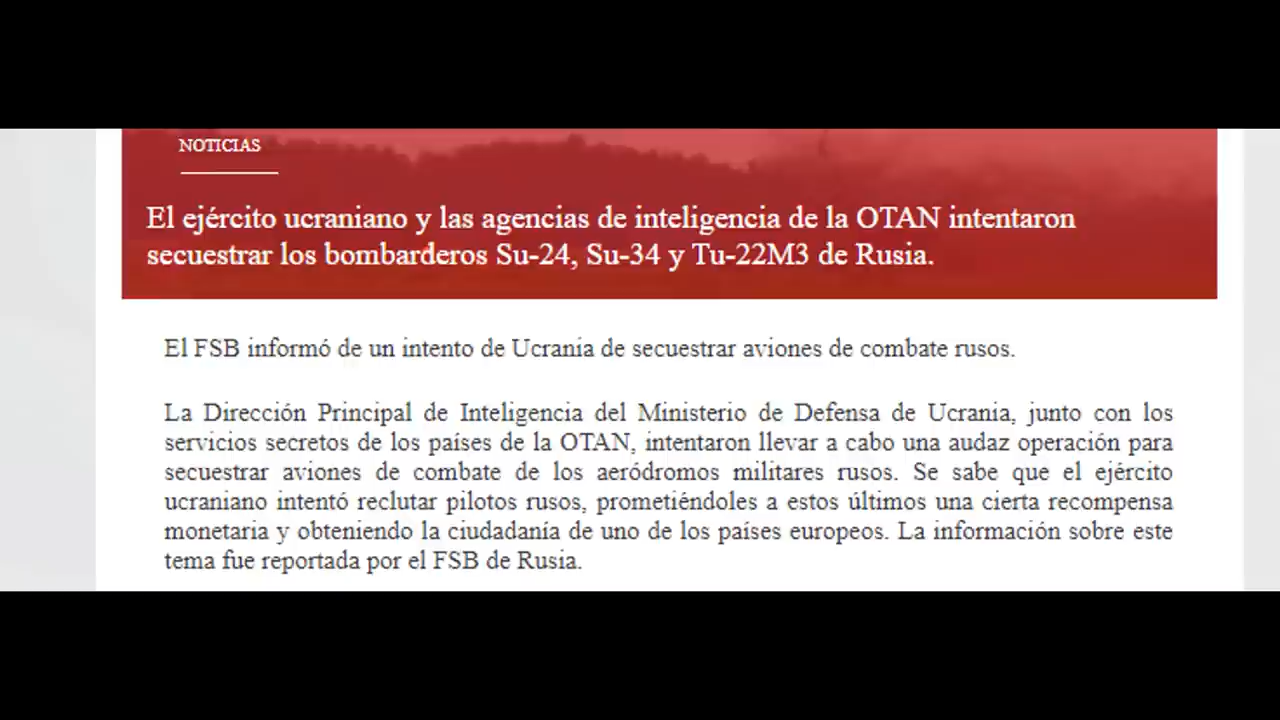 NOTICIAS
El ejército ucraniano y las agencias de inteligencia de la OTAN intentaron
secuestrar los bombarderos Su-24, Su-34 y Tu-22M3 de Rusia.
El FSB informó de un intento de Ucrania de secuestrar aviones de combate rusos.
La Dirección Principal de Inteligencia del Ministerio de Defensa de Ucrania, junto con los
servicios secretos de los países de la OTAN, intentaron llevar a cabo una audaz operación para
secuestrar aviones de combate de los aeródromos militares rusos. Se sabe que el ejército
ucraniano intentó reclutar pilotos rusos, prometiéndoles a estos últimos una cierta recompensa
monetaria y obteniendo la ciudadanía de uno de los países europeos. La información sobre este
tema fue reportada por el FSB de Rusia.